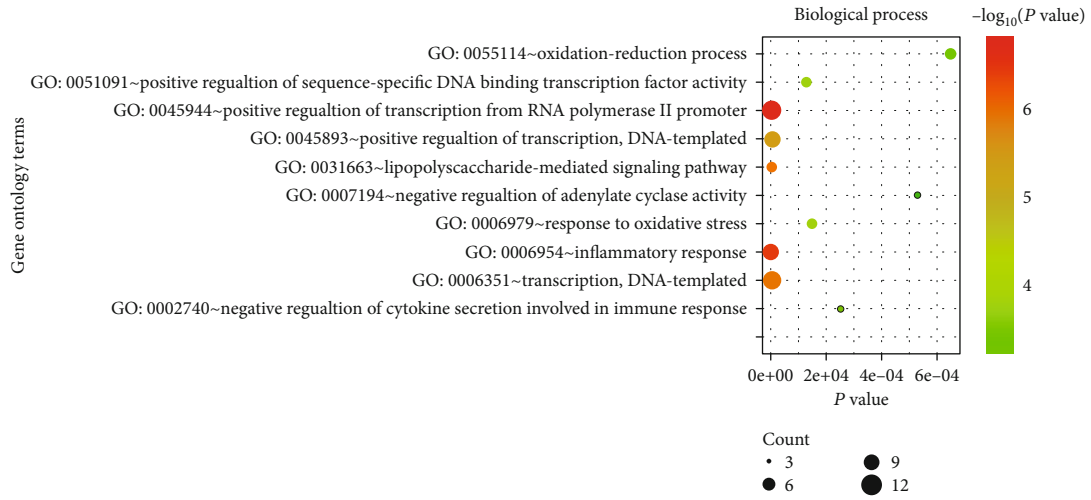 Biological process
−log10(P value)
GO: 0055114~oxidation-reduction process
GO: 0051091~positive regualtion of sequence-specific DNA binding transcription factor activity
GO: 0045944~positive regualtion of transcription from RNA polymerase II promoter
GO: 0045893~positive regualtion of transcription, DNA-templated
GO: 0031663~lipopolyscaccharide-mediated signaling pathway
GO: 0007194~negative regualtion of adenylate cyclase activity
GO: 0006979~response to oxidative stress
GO: 0006954~inflammatory response
GO: 0006351~transcription, DNA-templated
GO: 0002740~negative regualtion of cytokine secretion involved in immune response
Gene ontology terms
6
5
4
0e+00 2e+04 4e–04 6e–04
P value
Count
3 9
6 12